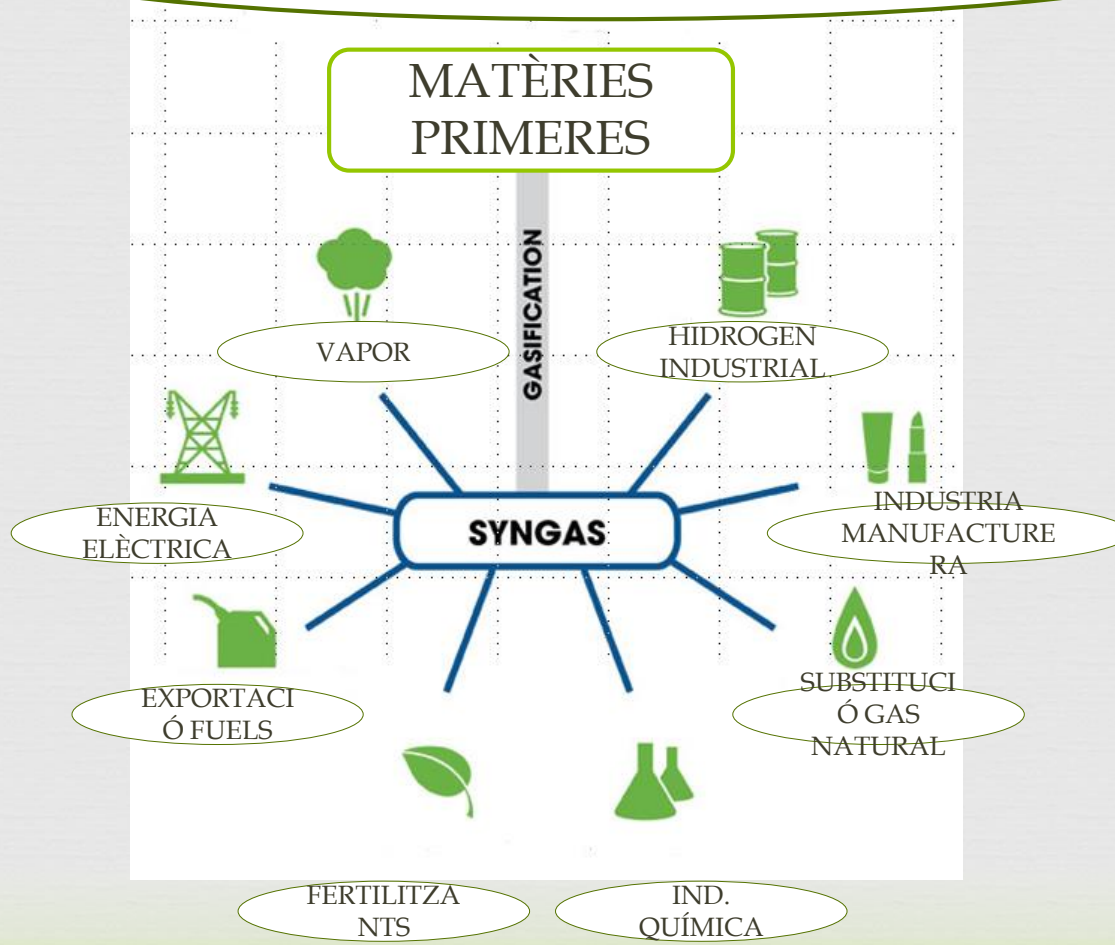 MATÈRIES
PRIMERES
GASIFICATION
VAPOR
HIDROGEN
INDUSTRIAL
ENERGIA
ELÈCTRICA
SYNGAS
INDUSTRIA
MANUFACTURE
RA
EXPORTACI
Ó FUELS
SUBSTITUCI
Ó GAS
NATURAL
FERTILITZA
NTS
IND.
QUÍMICA